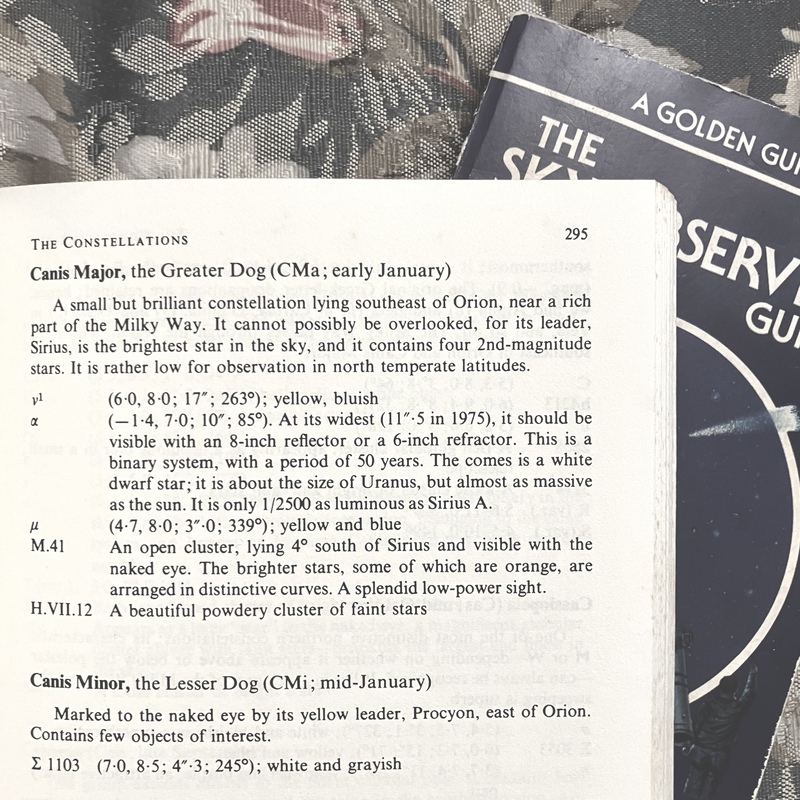 A GOLDEN
THE
THE CONSTELLATIONS 295
Canis Major, the Greater Dog (CMa; early January)
A small but brilliant constellation lying southeast of Orion, near a rich
part of the Milky Way. It cannot possibly be overlooked, for its leader,
Sirius, is the brightest star in the sky, and it contains four 2nd-magnitude
stars. It is rather low for observation in north temperate latitudes.
ν¹ (6·0, 8·0; 17″; 263°); yellow, bluish
α (−1·4, 7·0; 10″; 85°). At its widest (11″·5 in 1975), it should be
visible with an 8-inch reflector or a 6-inch refractor. This is a
binary system, with a period of 50 years. The comes is a white
dwarf star; it is about the size of Uranus, but almost as massive
as the sun. It is only 1/2500 as luminous as Sirius A.
μ (4·7, 8·0; 3″·0; 339°); yellow and blue
M.41 An open cluster, lying 4° south of Sirius and visible with the
naked eye. The brighter stars, some of which are orange, are
arranged in distinctive curves. A splendid low-power sight.
H.VII.12 A beautiful powdery cluster of faint stars
Canis Minor, the Lesser Dog (CMi; mid-January)
Marked to the naked eye by its yellow leader, Procyon, east of Orion.
Contains few objects of interest.
Σ 1103 (7·0, 8·5; 4″·3; 245°); white and grayish